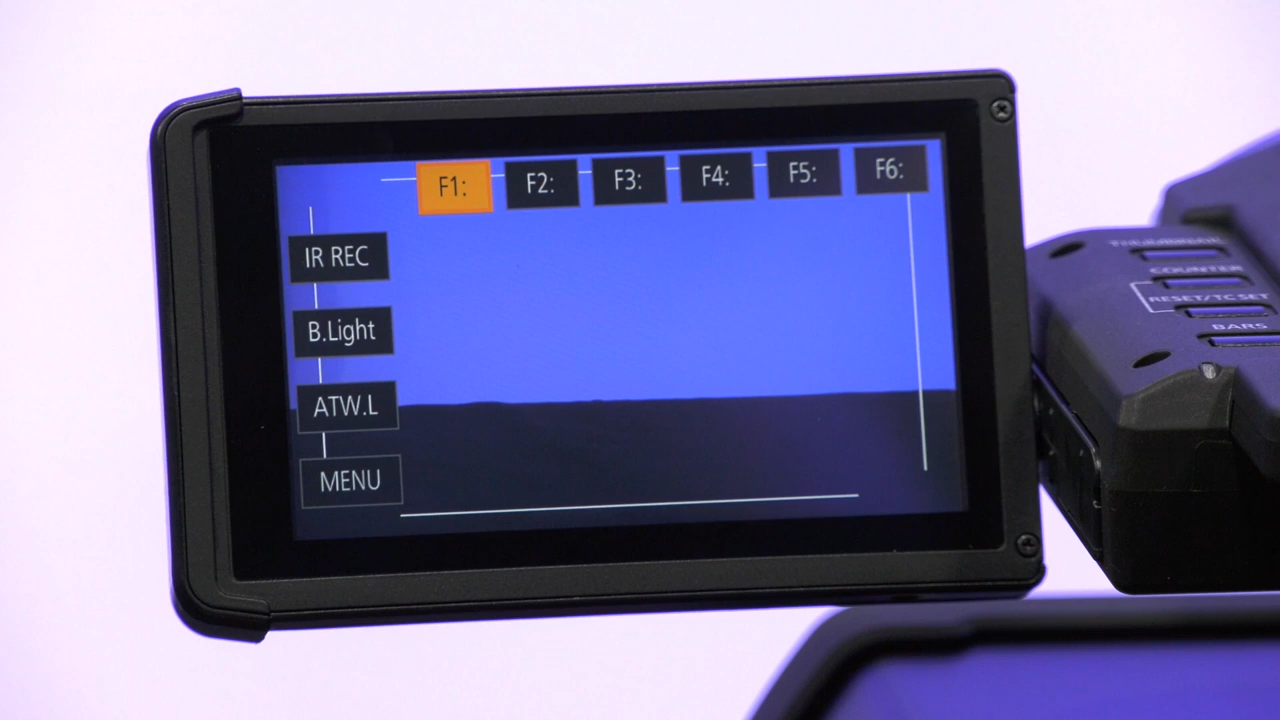 F1: F2: F3: F4: F5: F6:
IR REC
B.Light
ATW.L
MENU
COUNTER
RESET/TC SET
BARS